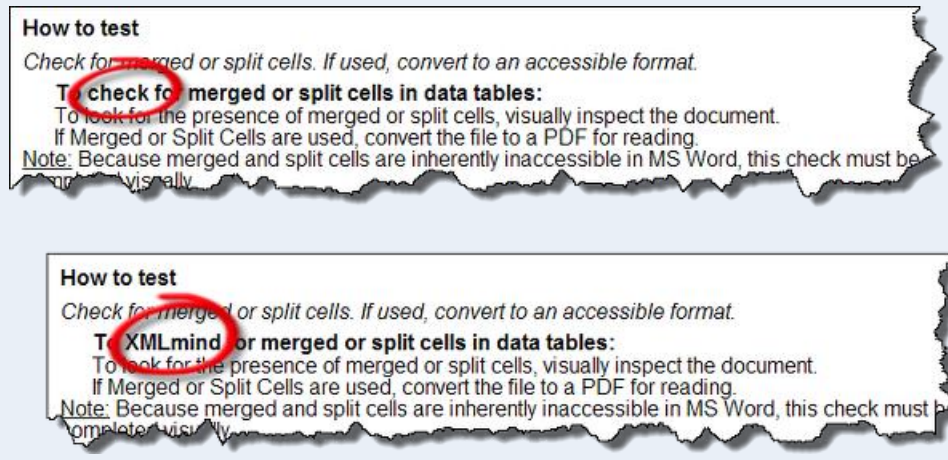 How to test
Check for merged or split cells. If used, convert to an accessible format.
To check for merged or split cells in data tables:
To look for the presence of merged or split cells, visually inspect the document.
If Merged or Split Cells are used, convert the file to a PDF for reading.
Note: Because merged and split cells are inherently inaccessible in MS Word, this check must be
visually
How to test
Check for merged or split cells. If used, convert to an accessible format.
To XMLmind for merged or split cells in data tables:
To look for the presence of merged or split cells, visually inspect the document.
If Merged or Split Cells are used, convert the file to a PDF for reading.
Note: Because merged and split cells are inherently inaccessible in MS Word, this check must
completed visually